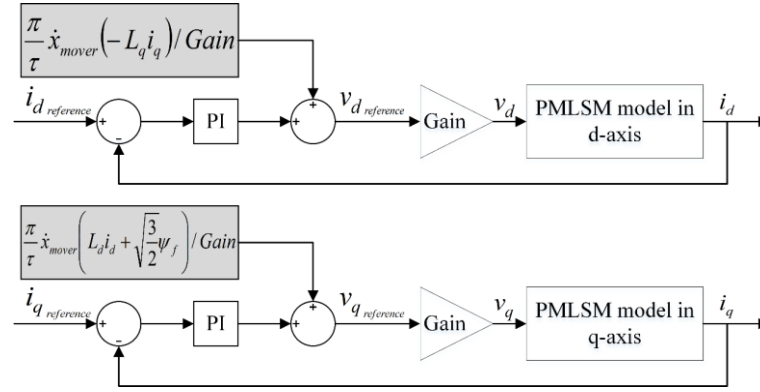 π/τ ẋ_mover(−L_q i_q)/Gain
i_d reference
+
−
PI
+
+
v_d reference
Gain
v_d
PMLSM model in
d-axis
i_d
π/τ ẋ_mover(L_d i_d + √(3/2) ψ_f)/Gain
i_q reference
+
−
PI
+
+
v_q reference
Gain
v_q
PMLSM model in
q-axis
i_q